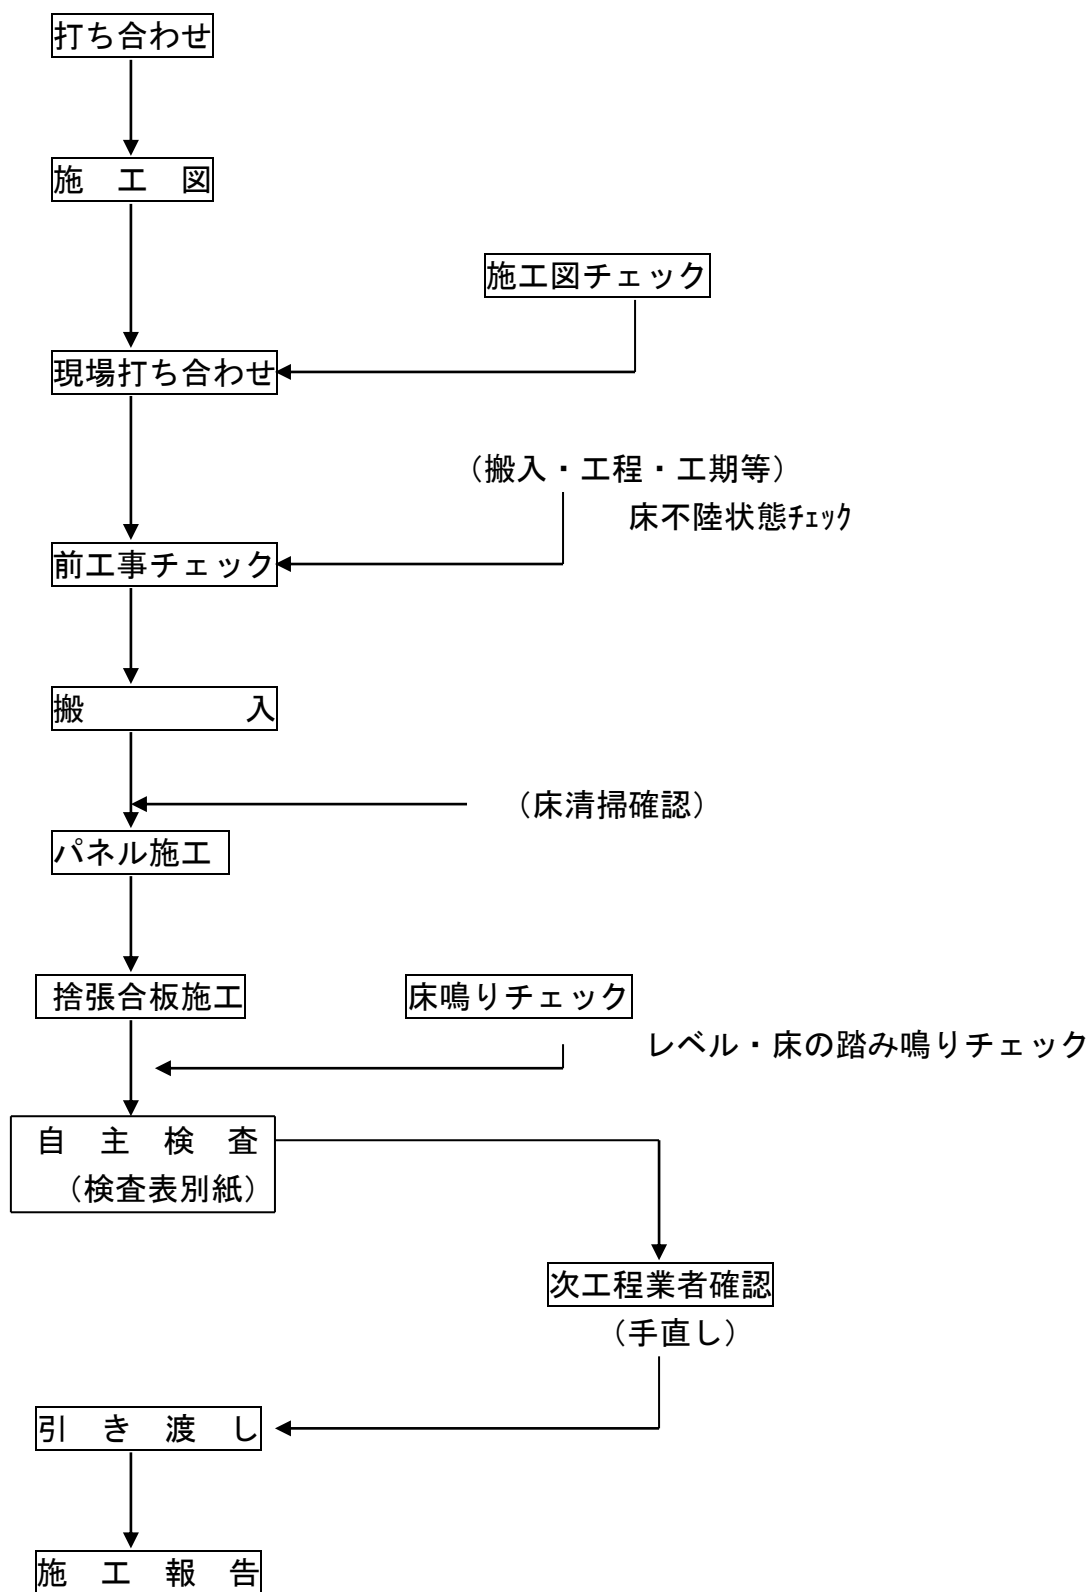 打ち合わせ
施　工　図
施工図チェック
現場打ち合わせ
（搬入・工程・工期等）
床不陸状態ﾁｪｯｸ
前工事チェック
搬　　　　　入
（床清掃確認）
パネル施工
捨張合板施工
床鳴りチェック
レベル・床の踏み鳴りチェック
自　主　検　査
（検査表別紙）
次工程業者確認
（手直し）
引　き　渡　し
施　工　報　告